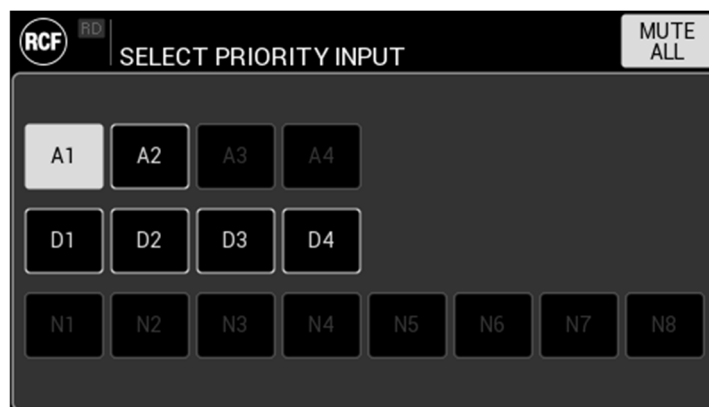 RCF RD
SELECT PRIORITY INPUT
MUTE
ALL
A1 A2 A3 A4
D1 D2 D3 D4
N1 N2 N3 N4 N5 N6 N7 N8